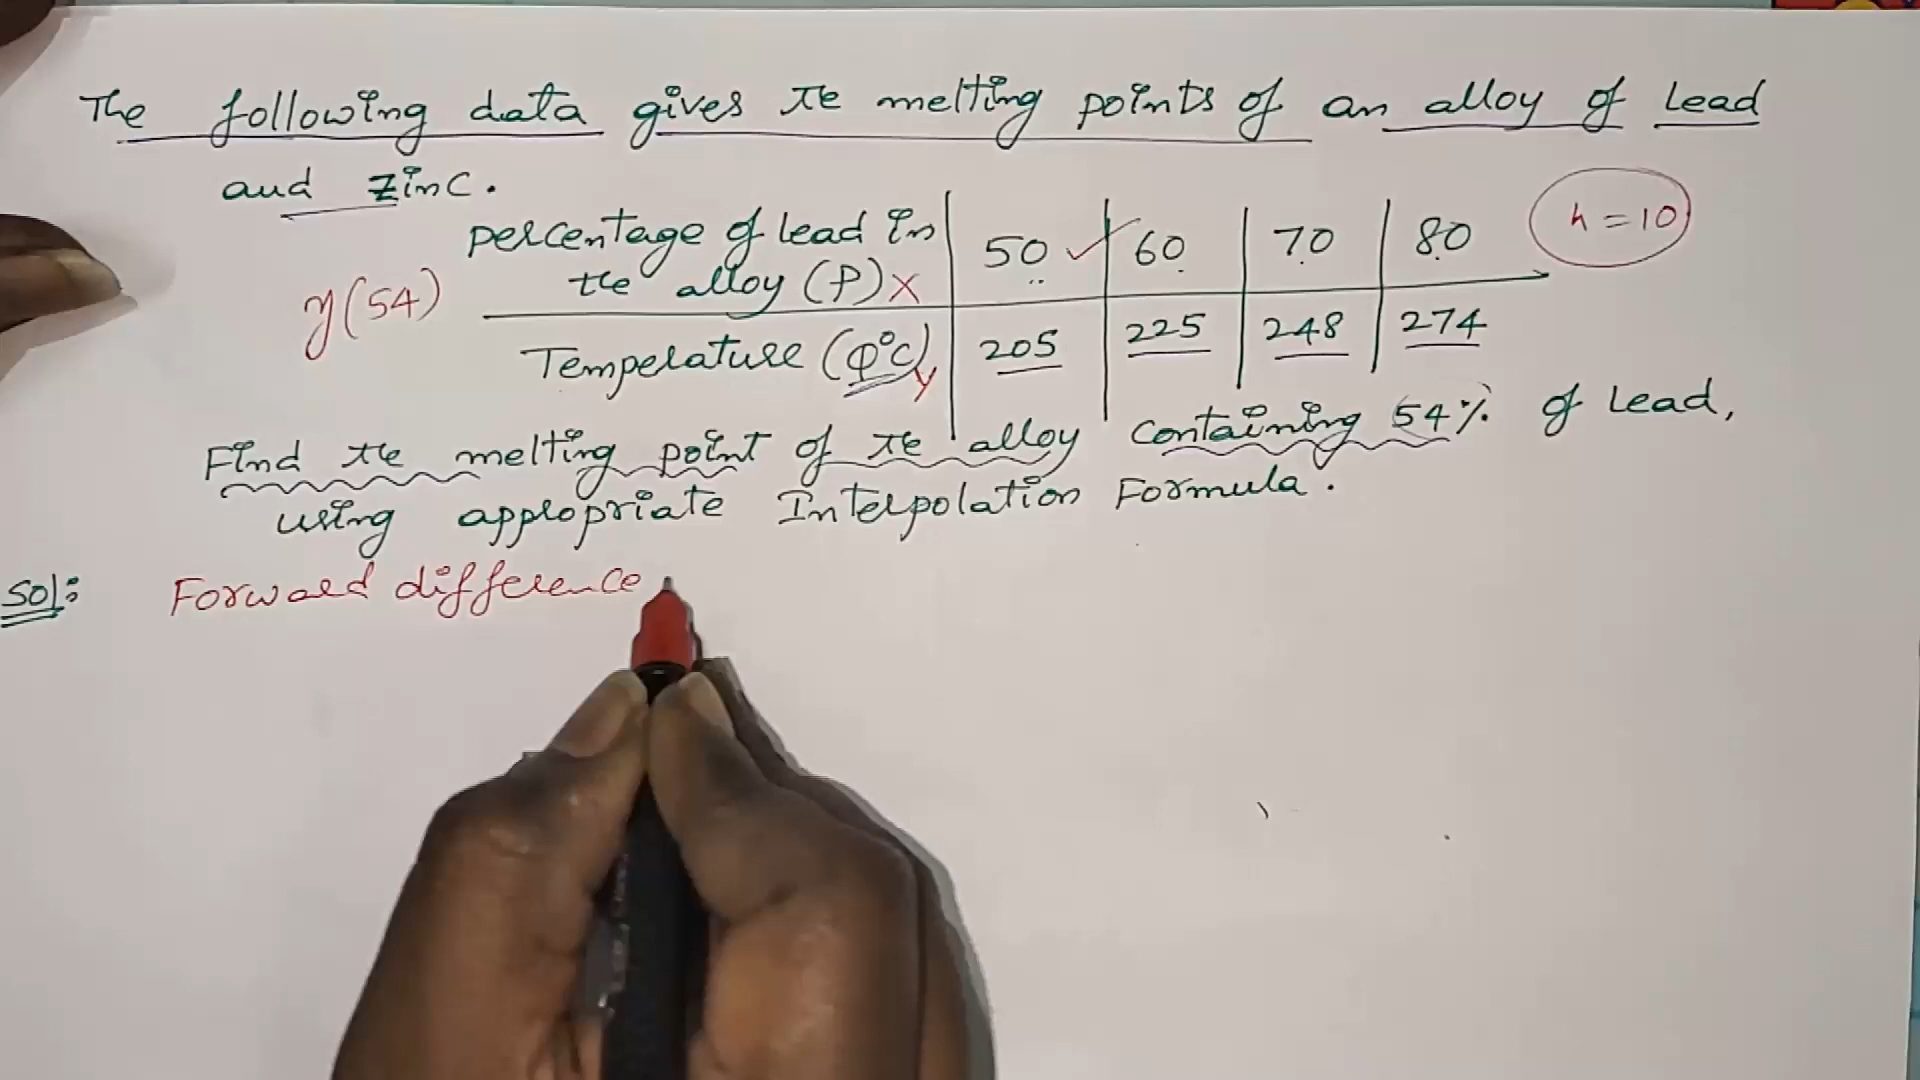 The following data gives the melting points of an alloy of Lead
and Zinc.
percentage of lead in the alloy (P) X | 50 ✓ | 60 | 70 | 80
h = 10
y(54)
Temperature (φ°C) y | 205 | 225 | 248 | 274
Find the melting point of the alloy containing 54% of Lead,
using appropriate Interpolation Formula.
Sol: Forward difference